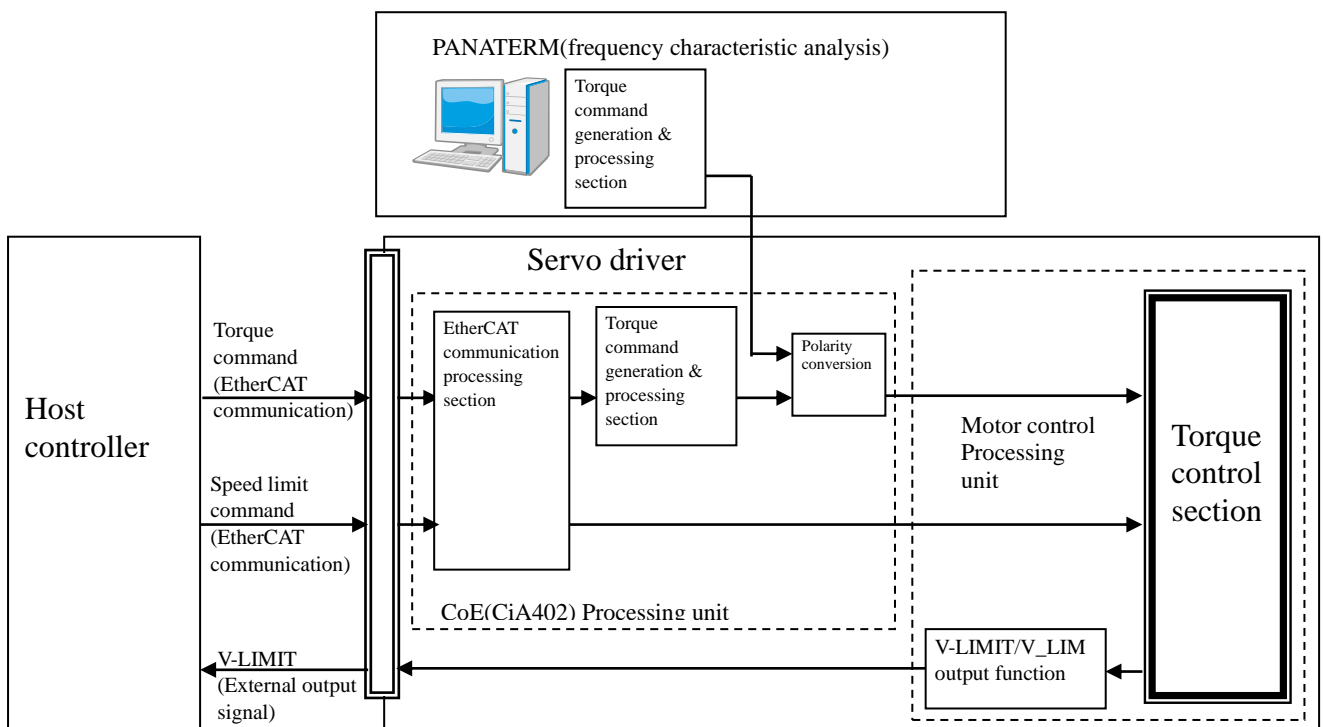 PANATERM(frequency characteristic analysis)
Torque
command
generation &
processing
section
Servo driver
Host
controller
Torque
command
(EtherCAT
communication)
Speed limit
command
(EtherCAT
communication)
V-LIMIT
(External output
signal)
EtherCAT
communication
processing
section
Torque
command
generation &
processing
section
Polarity
conversion
CoE(CiA402) Processing unit
Motor control
Processing
unit
Torque
control
section
V-LIMIT/V_LIM
output function